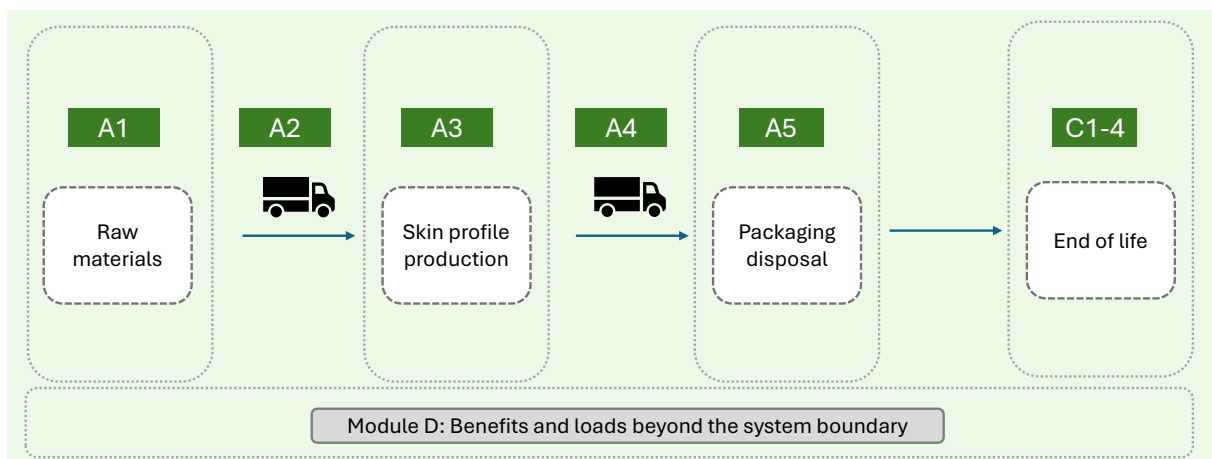 A1
A2
A3
A4
A5
C1-4
Raw
materials
Skin profile
production
Packaging
disposal
End of life
Module D: Benefits and loads beyond the system boundary